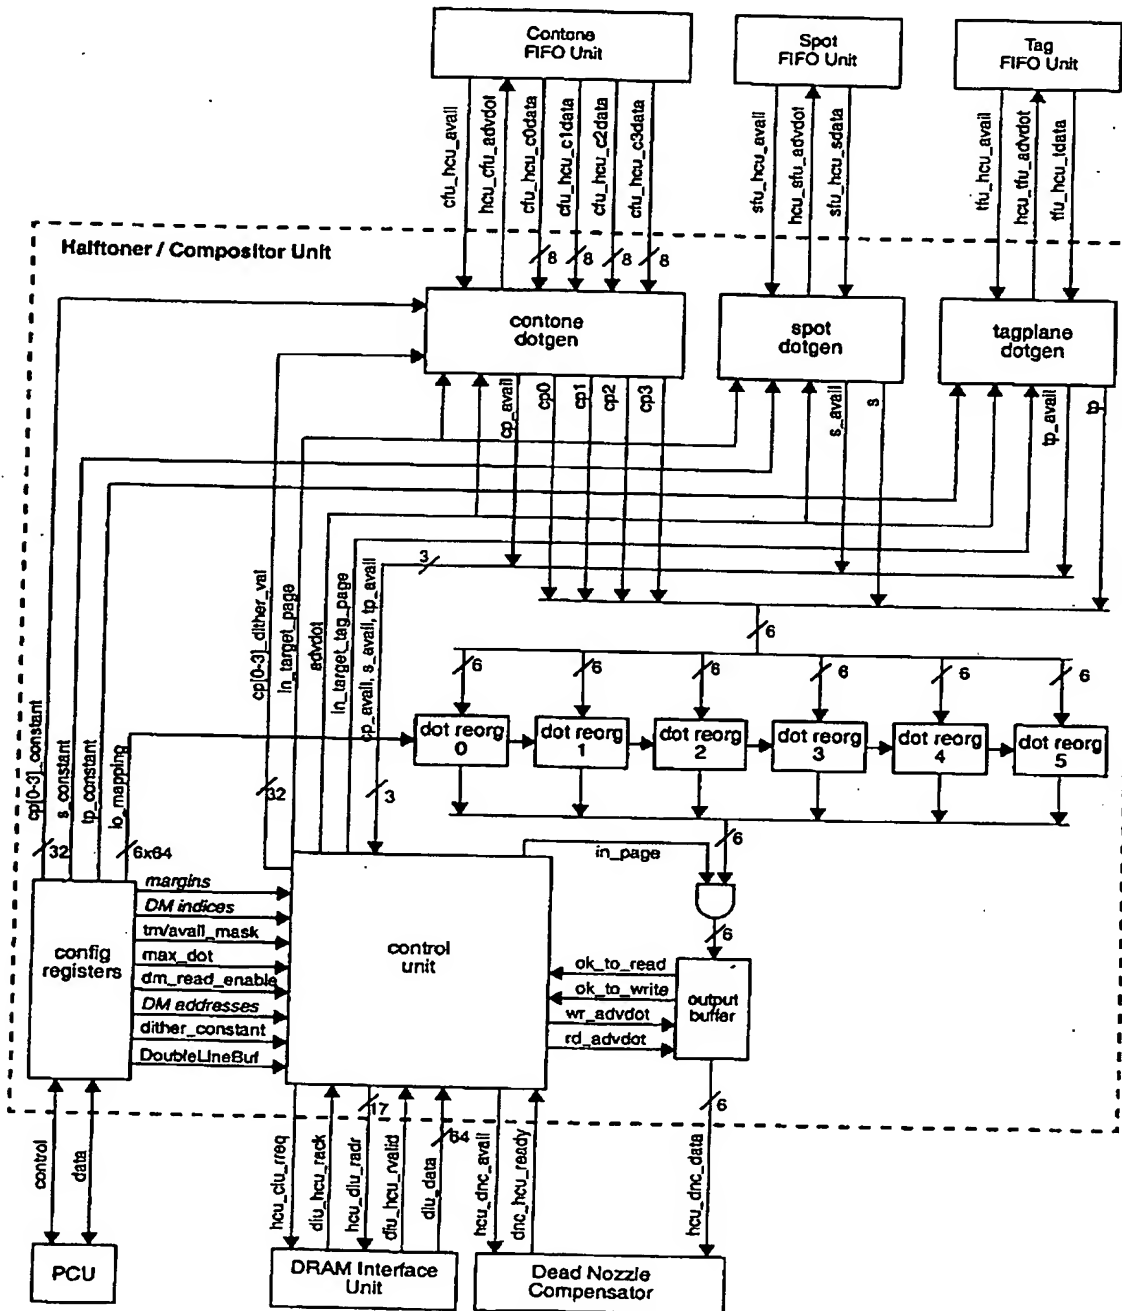 Contone
FIFO Unit
Spot
FIFO Unit
Tag
FIFO Unit
cfu_hcu_avail
hcu_cfu_advdot
cfu_hcu_c0data
cfu_hcu_c1data
cfu_hcu_c2data
cfu_hcu_c3data
sfu_hcu_avail
hcu_sfu_advdot
sfu_hcu_sdata
tfu_hcu_avail
hcu_tfu_advdot
tfu_hcu_tdata
Halftoner / Compositor Unit
8
8
8
8
contone
dotgen
spot
dotgen
tagplane
dotgen
cp_avail
cp0
cp1
cp2
cp3
s_avail
s
tp_avail
tp
3
6
cp[0-3]_dither_val
in_target_page
advdot
in_target_tag_page
cp_avail, s_avail, tp_avail
6
6
6
6
6
6
dot reorg
0
dot reorg
1
dot reorg
2
dot reorg
3
dot reorg
4
dot reorg
5
cp[0-3]_constant
s_constant
tp_constant
io_mapping
32
3
32
6x64
6
in_page
margins
DM indices
tm/avail_mask
max_dot
dm_read_enable
DM addresses
dither_constant
DoubleLineBuf
config
registers
control
unit
6
ok_to_read
ok_to_write
wr_advdot
rd_advdot
output
buffer
17
64
6
control
data
hcu_ciu_rreq
diu_hcu_rack
hcu_diu_radr
diu_hcu_rvalid
diu_data
hcu_dnc_avail
dnc_hcu_ready
hcu_dnc_data
PCU
DRAM Interface
Unit
Dead Nozzle
Compensator